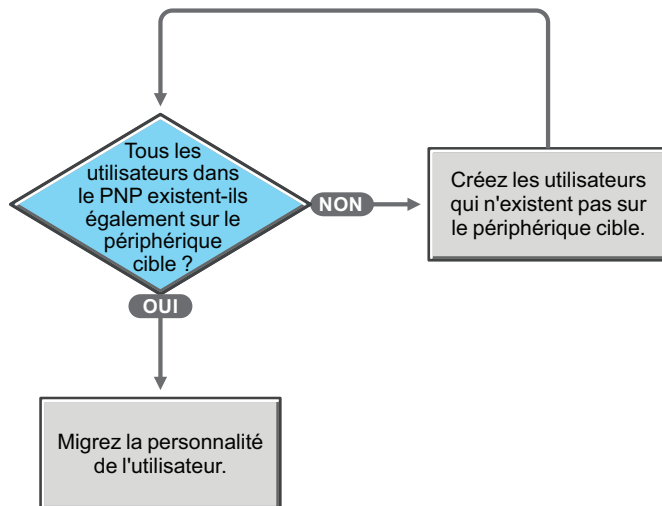 Tous les
utilisateurs dans
le PNP existent-ils
également sur le
périphérique
cible ?
NON
Créez les utilisateurs
qui n'existent pas sur
le périphérique cible.
OUI
Migrez la personnalité
de l'utilisateur.